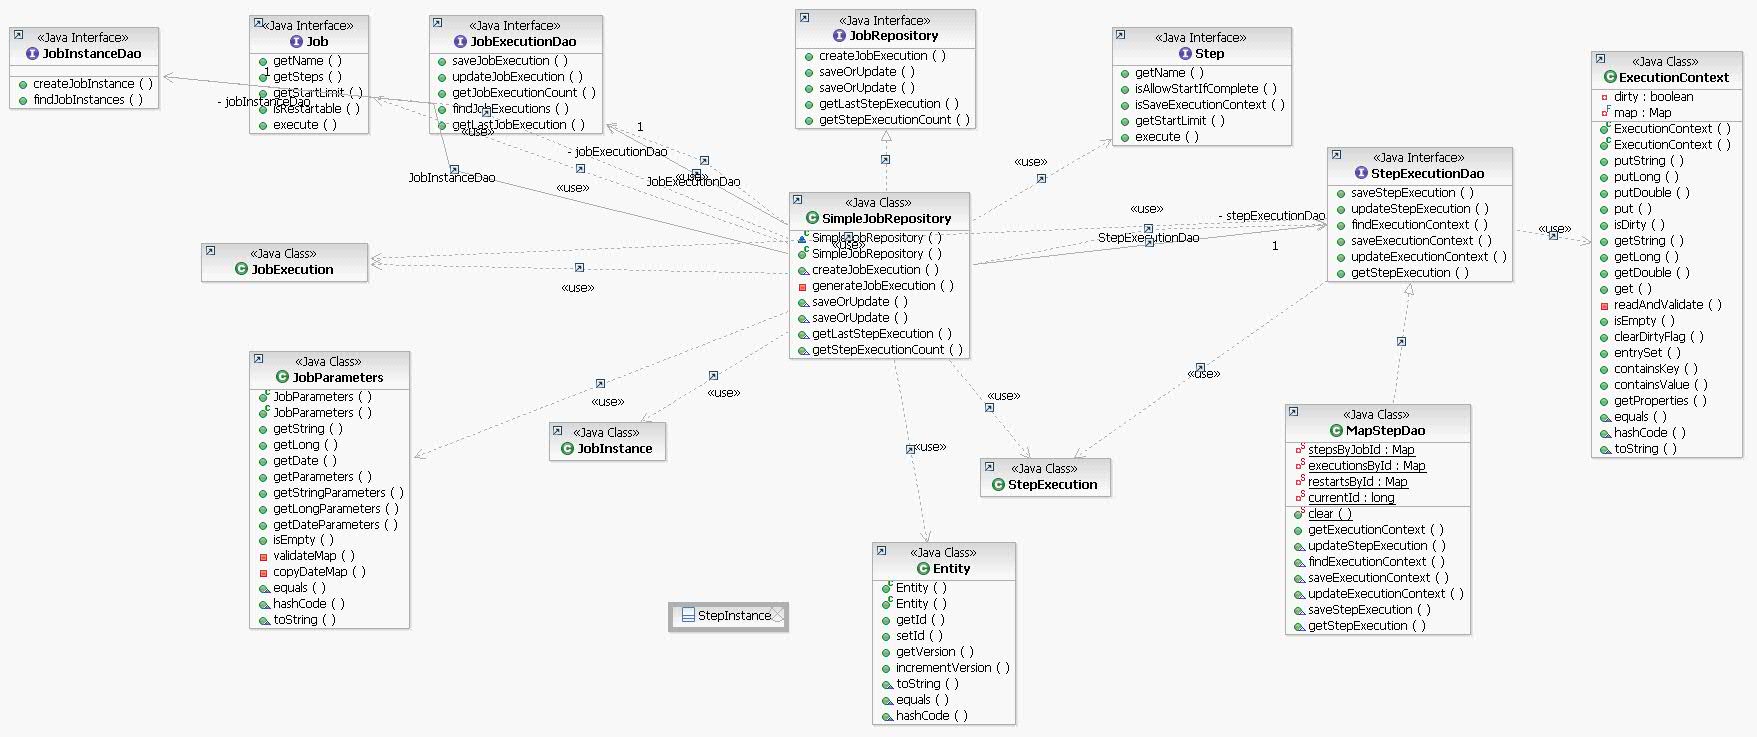 «Java Interface»
JobInstanceDao
createJobInstance ( )
findJobInstances ( )
«Java Interface»
Job
getName ( )
getSteps ( )
getStartLimit ( )
isRestartable ( )
execute ( )
1
- jobInstanceDao
«Java Interface»
JobExecutionDao
saveJobExecution ( )
updateJobExecution ( )
getJobExecutionCount ( )
findJobExecutions ( )
getLastJobExecution ( )
«use»
1
- jobExecutionDao
JobInstanceDao
«use»
JobExecutionDao
«use»
«Java Interface»
JobRepository
createJobExecution ( )
saveOrUpdate ( )
saveOrUpdate ( )
getLastStepExecution ( )
getStepExecutionCount ( )
«Java Interface»
Step
getName ( )
isAllowStartIfComplete ( )
isSaveExecutionContext ( )
getStartLimit ( )
execute ( )
«use»
«Java Class»
ExecutionContext
dirty : boolean
map : Map
ExecutionContext ( )
ExecutionContext ( )
putString ( )
putLong ( )
putDouble ( )
put ( )
isDirty ( )
getString ( )
getLong ( )
getDouble ( )
get ( )
readAndValidate ( )
isEmpty ( )
clearDirtyFlag ( )
entrySet ( )
containsKey ( )
containsValue ( )
getProperties ( )
equals ( )
hashCode ( )
toString ( )
«Java Interface»
StepExecutionDao
saveStepExecution ( )
updateStepExecution ( )
findExecutionContext ( )
saveExecutionContext ( )
updateExecutionContext ( )
getStepExecution ( )
«use»
«use»
- stepExecutionDao
StepExecutionDao
1
«Java Class»
SimpleJobRepository
SimpleJobRepository ( )
«use»
SimpleJobRepository ( )
createJobExecution ( )
generateJobExecution ( )
saveOrUpdate ( )
saveOrUpdate ( )
getLastStepExecution ( )
getStepExecutionCount ( )
«Java Class»
JobExecution
«use»
«Java Class»
JobParameters
JobParameters ( )
JobParameters ( )
getString ( )
getLong ( )
getDate ( )
getParameters ( )
getStringParameters ( )
getLongParameters ( )
getDateParameters ( )
isEmpty ( )
validateMap ( )
copyDateMap ( )
equals ( )
hashCode ( )
toString ( )
«use»
«use»
«Java Class»
JobInstance
«use»
«use»
«use»
«Java Class»
StepExecution
«Java Class»
MapStepDao
stepsByJobId : Map
executionsById : Map
restartsById : Map
currentId : long
clear ( )
getExecutionContext ( )
updateStepExecution ( )
findExecutionContext ( )
saveExecutionContext ( )
updateExecutionContext ( )
saveStepExecution ( )
getStepExecution ( )
«Java Class»
Entity
Entity ( )
Entity ( )
getId ( )
setId ( )
getVersion ( )
incrementVersion ( )
toString ( )
equals ( )
hashCode ( )
StepInstance